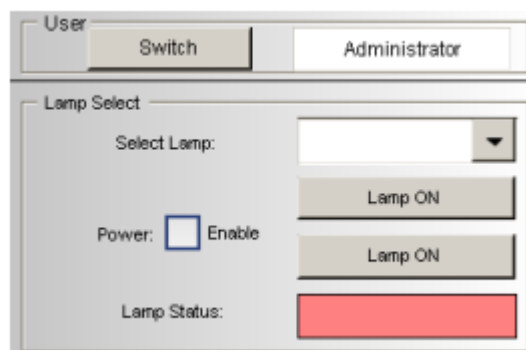 User
Switch Administrator
Lamp Select
Select Lamp:
Lamp ON
Power: Enable
Lamp ON
Lamp Status: